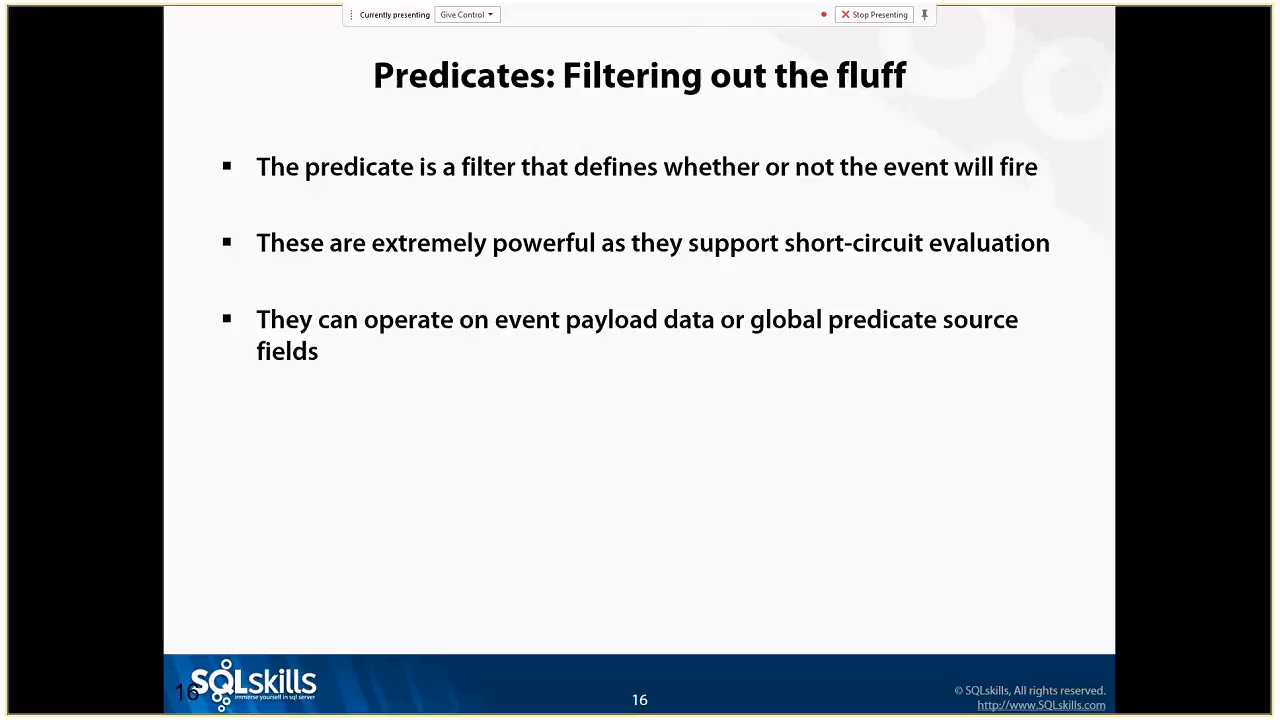 Currently presenting Give Control Stop Presenting
Predicates: Filtering out the fluff
▪ The predicate is a filter that defines whether or not the event will fire
▪ These are extremely powerful as they support short-circuit evaluation
▪ They can operate on event payload data or global predicate source
fields
16 SQLskills
immerse yourself in sql server
16
© SQLskills, All rights reserved.
http://www.SQLskills.com